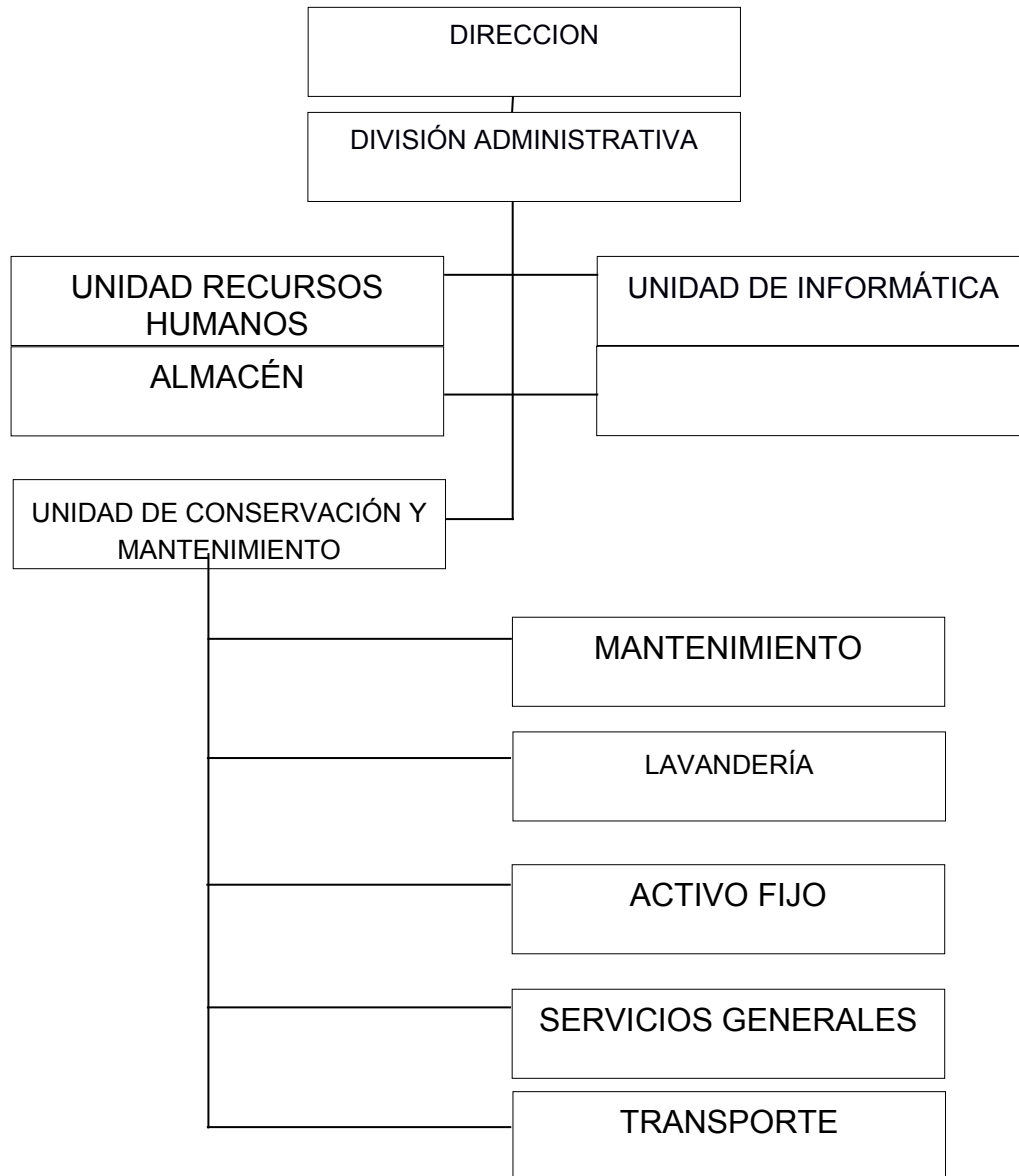 DIRECCION
DIVISIÓN ADMINISTRATIVA
UNIDAD RECURSOS
HUMANOS
UNIDAD DE INFORMÁTICA
ALMACÉN
UNIDAD DE CONSERVACIÓN Y
MANTENIMIENTO
MANTENIMIENTO
LAVANDERÍA
ACTIVO FIJO
SERVICIOS GENERALES
TRANSPORTE